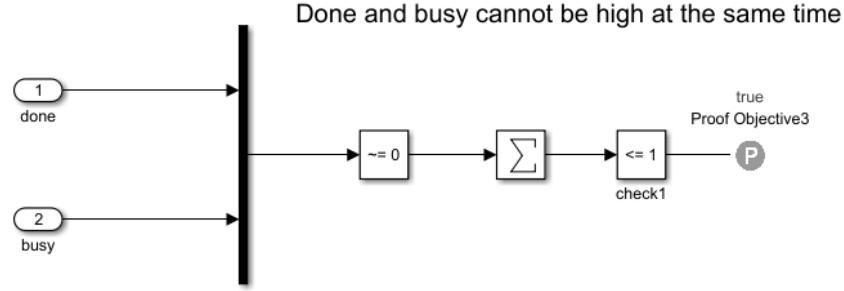 Done and busy cannot be high at the same time
1
done
2
busy
~= 0
∑
<= 1
check1
true
Proof Objective3
P